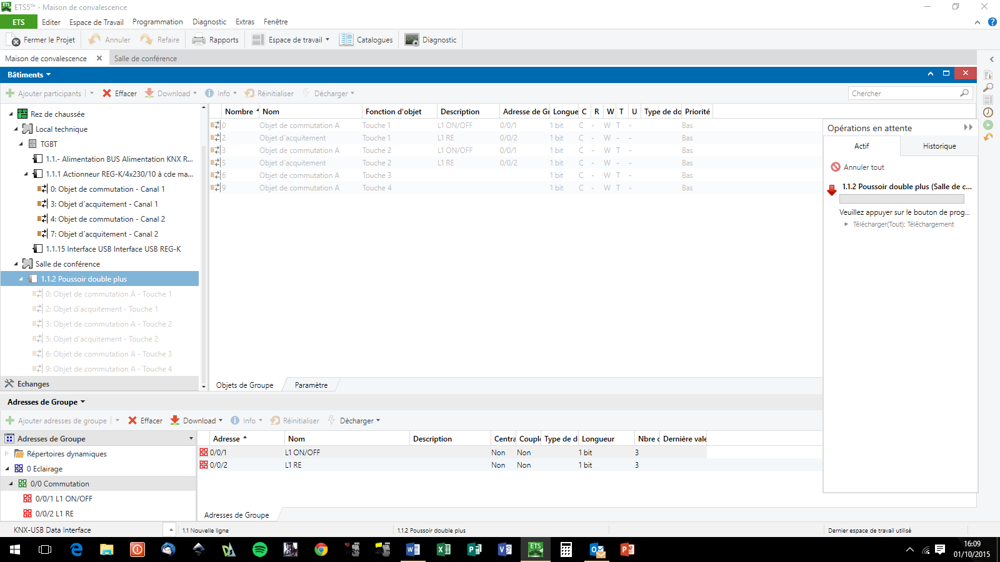 ETS5™ - Maison de convalescence
ETS Editer Espace de Travail Programmation Diagnostic Extras Fenêtre
Fermer le Projet Annuler Refaire Rapports Espace de travail Catalogues Diagnostic
Maison de convalescence Salle de conférence
Bâtiments
Ajouter participants Effacer Download Info Réinitialiser Décharger Chercher
Rez de chaussée
Local technique
TGBT
1.1.- Alimentation BUS Alimentation KNX R...
1.1.1 Actionneur REG-K/4x230/10 à cde ma...
0: Objet de commutation - Canal 1
3: Objet d´acquitement - Canal 1
4: Objet de commutation - Canal 2
7: Objet d´acquitement - Canal 2
1.1.15 Interface USB Interface USB REG-K
Salle de conférence
1.1.2 Poussoir double plus
0: Objet de commutation A - Touche 1
2: Objet d´acquitement - Touche 1
3: Objet de commutation A - Touche 2
5: Objet d´acquitement - Touche 2
6: Objet de commutation A - Touche 3
9: Objet de commutation A - Touche 4
Echanges
Nombre Nom Fonction d'objet Description Adresse de Gr Longue C R W T U Type de do Priorité
0 Objet de commutation A Touche 1 L1 ON/OFF 0/0/1 1 bit C - W T - Bas
2 Objet d´acquitement Touche 1 L1 RE 0/0/2 1 bit C - W - - Bas
3 Objet de commutation A Touche 2 L1 ON/OFF 0/0/1 1 bit C - W T - Bas
5 Objet d´acquitement Touche 2 L1 RE 0/0/2 1 bit C - W - - Bas
6 Objet de commutation A Touche 3 1 bit C - W T - Bas
9 Objet de commutation A Touche 4 1 bit C - W T - Bas
Objets de Groupe Paramètre
Opérations en attente
Actif Historique
Annuler tout
1.1.2 Poussoir double plus (Salle de c...
Veuillez appuyer sur le bouton de prog...
Télécharger(Tout): Téléchargement
Adresses de Groupe
Ajouter adresses de groupe Effacer Download Info Réinitialiser Décharger
Adresses de Groupe
Répertoires dynamiques
0 Eclairage
0/0 Commutation
0/0/1 L1 ON/OFF
0/0/2 L1 RE
Adresse Nom Description Centra Couple Type de d Longueur Nbre d Dernière vale
0/0/1 L1 ON/OFF Non Non 1 bit 3
0/0/2 L1 RE Non Non 1 bit 3
Adresses de Groupe
KNX-USB Data Interface 1.1 Nouvelle ligne 1.1.2 Poussoir double plus Dernier espace de travail utilisé
ETS
16:09
01/10/2015